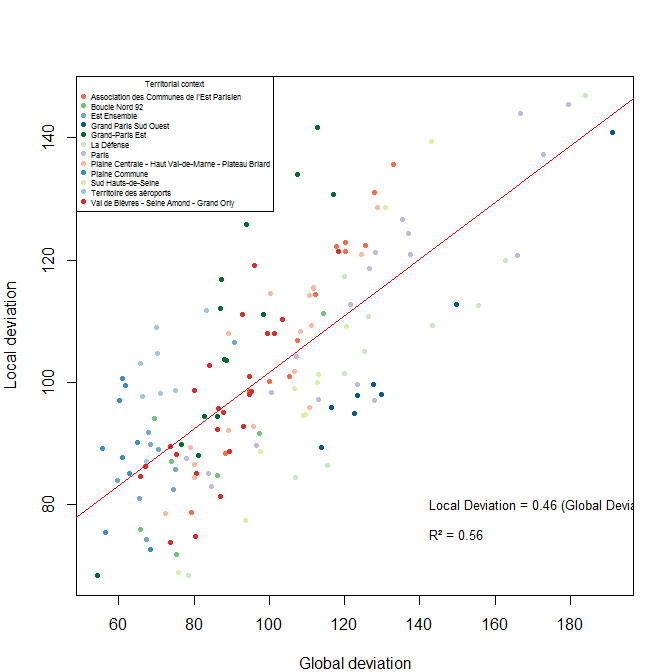 Territorial context
Association des Communes de l'Est Parisien
Boucle Nord 92
Est Ensemble
Grand Paris Sud Ouest
Grand-Paris Est
La Défense
Paris
Plaine Centrale - Haut Val-de-Marne - Plateau Briard
Plaine Commune
Sud Hauts-de-Seine
Territoire des aéroports
Val de Bièvres - Seine Amond - Grand Orly
140
120
100
80
Local deviation
Local Deviation = 0.46 (Global Devia
R² = 0.56
60 80 100 120 140 160 180
Global deviation